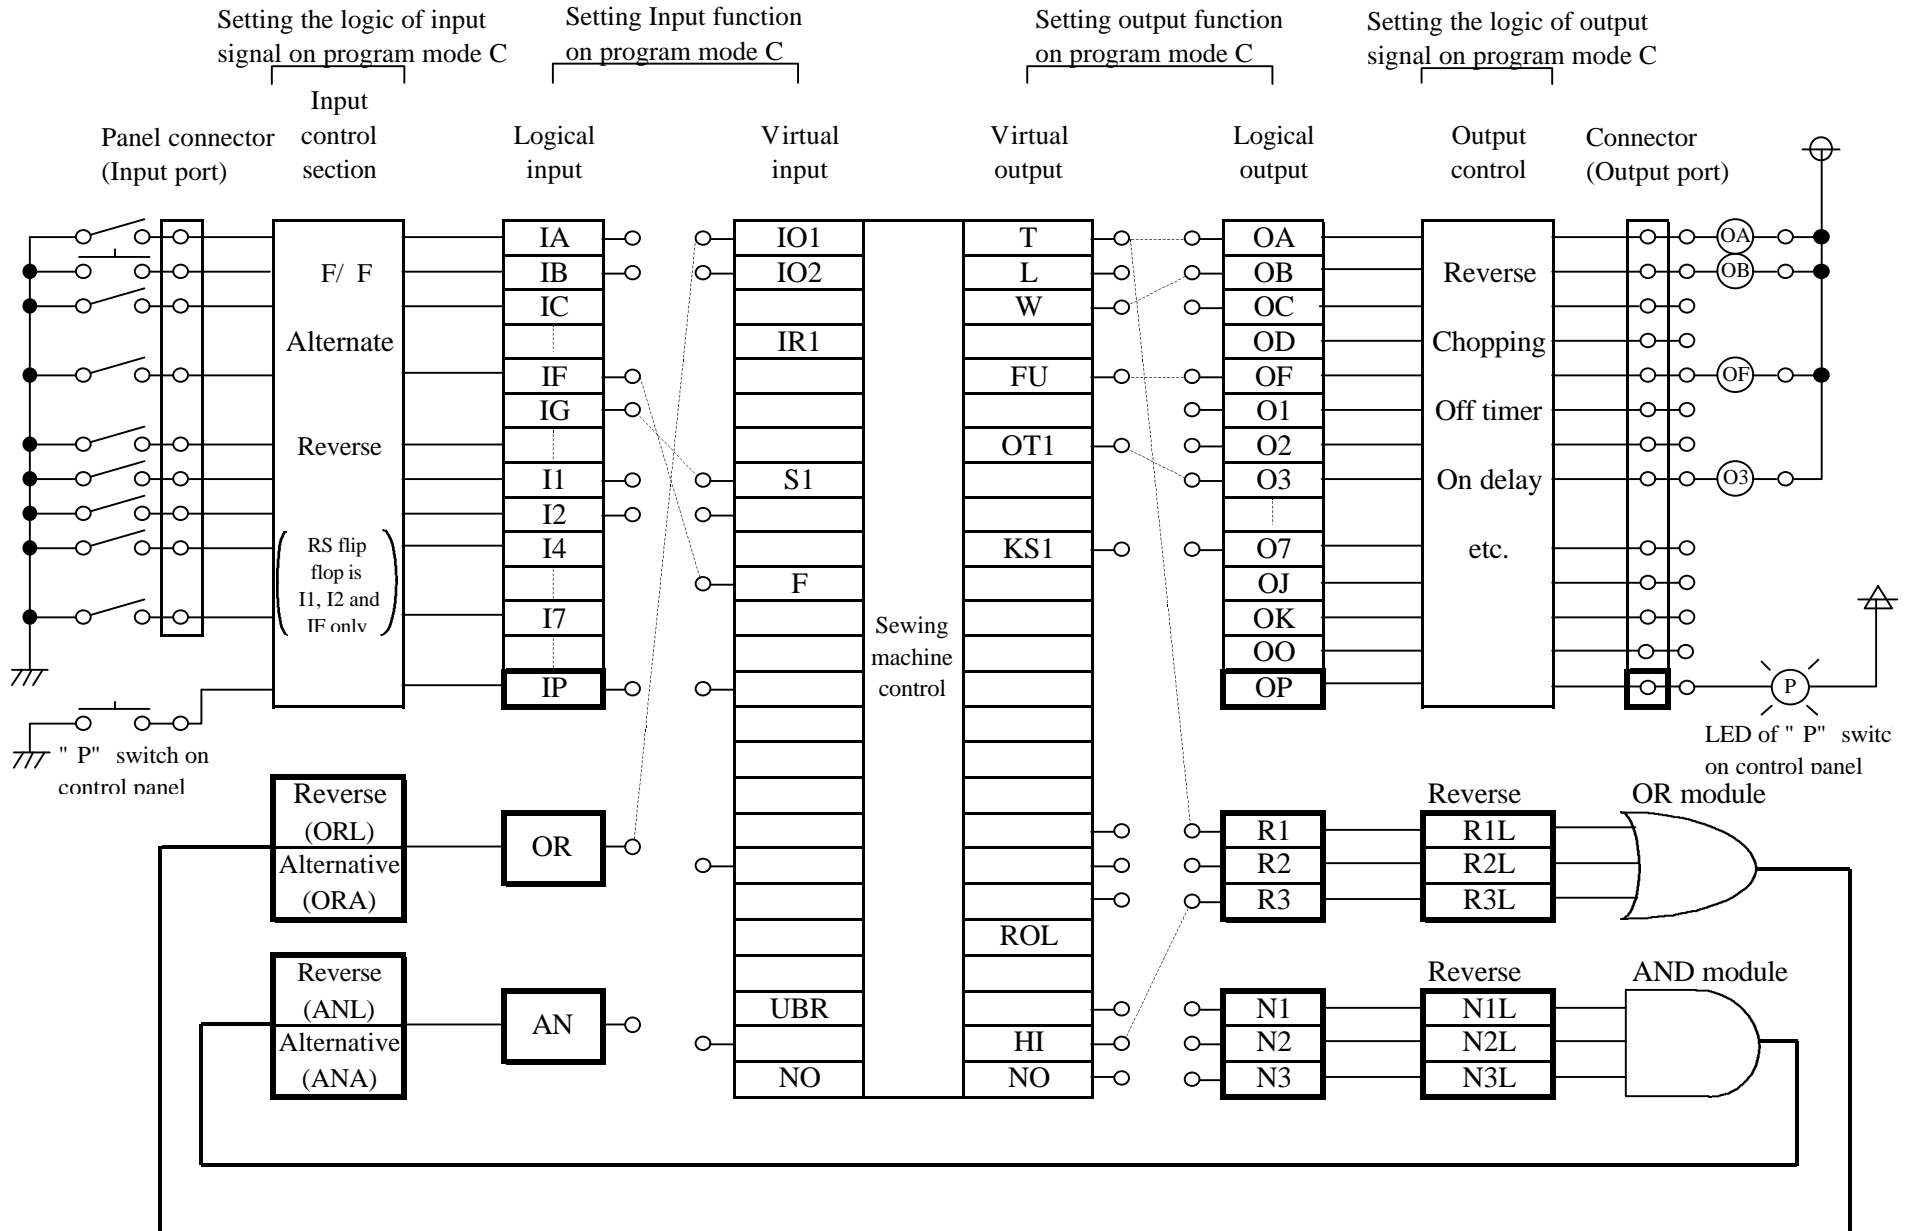 Setting the logic of input
signal on program mode C
Setting Input function
on program mode C
Setting output function
on program mode C
Setting the logic of output
signal on program mode C
Panel connector
(Input port)
Input
control
section
Logical
input
Virtual
input
Virtual
output
Logical
output
Output
control
Connector
(Output port)
F/ F
Alternate
Reverse
RS flip
flop is
I1, I2 and
IF only
IA
IB
IC
IF
IG
I1
I2
I4
I7
IP
IO1
IO2
IR1
S1
F
UBR
NO
Sewing
machine
control
T
L
W
FU
OT1
KS1
ROL
HI
NO
OA
OB
OC
OD
OF
O1
O2
O3
O7
OJ
OK
OO
OP
Reverse
Chopping
Off timer
On delay
etc.
OA
OB
OF
O3
P
LED of " P" switc
on control panel
" P" switch on
control panel
Reverse
(ORL)
Alternative
(ORA)
OR
Reverse
(ANL)
Alternative
(ANA)
AN
R1
R2
R3
Reverse
R1L
R2L
R3L
OR module
N1
N2
N3
Reverse
N1L
N2L
N3L
AND module